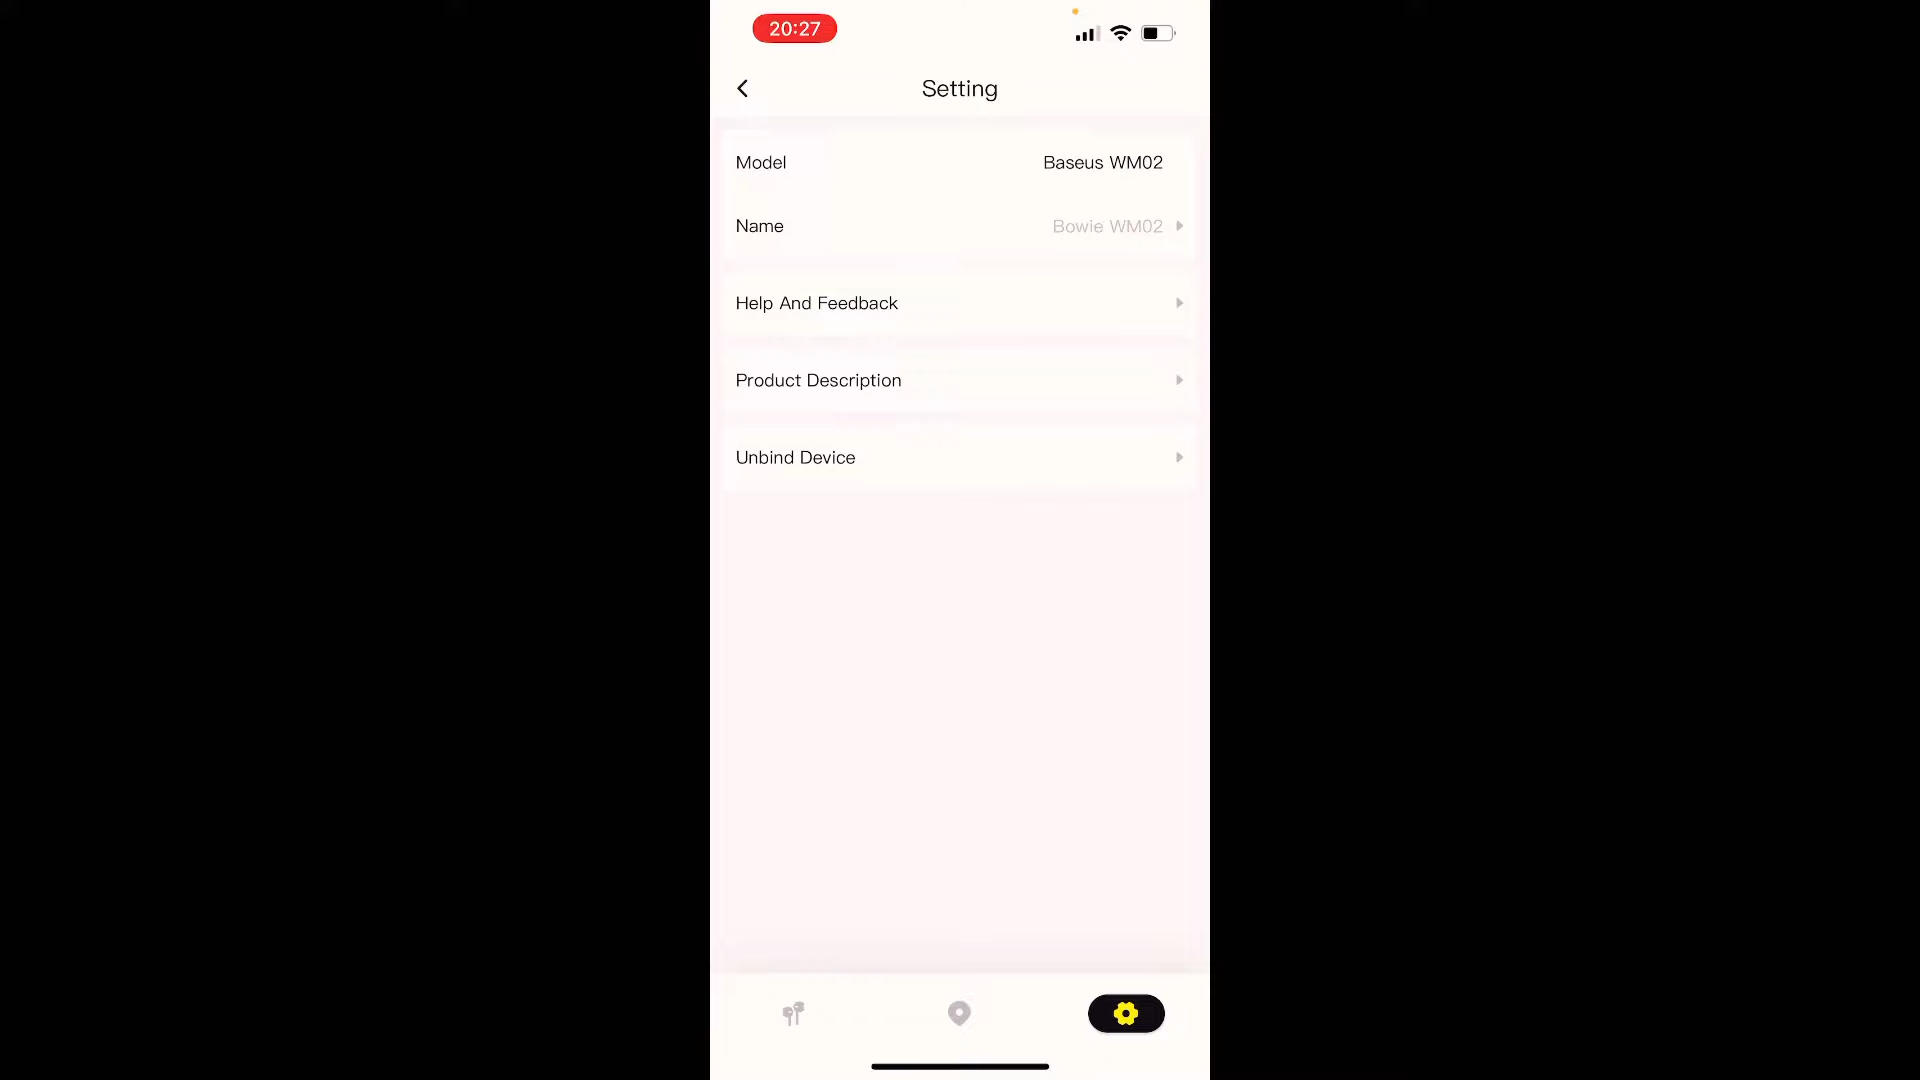 20:27
Setting
Model Baseus WM02
Name Bowie WM02
Help And Feedback
Product Description
Unbind Device